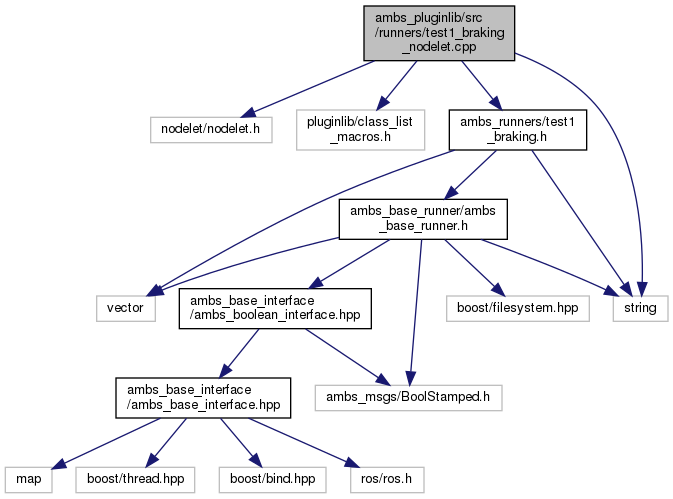 ambs_pluginlib/src
/runners/test1_braking
_nodelet.cpp
nodelet/nodelet.h
pluginlib/class_list
_macros.h
ambs_runners/test1
_braking.h
ambs_base_runner/ambs
_base_runner.h
vector
ambs_base_interface
/ambs_boolean_interface.hpp
boost/filesystem.hpp
string
ambs_base_interface
/ambs_base_interface.hpp
ambs_msgs/BoolStamped.h
map
boost/thread.hpp
boost/bind.hpp
ros/ros.h